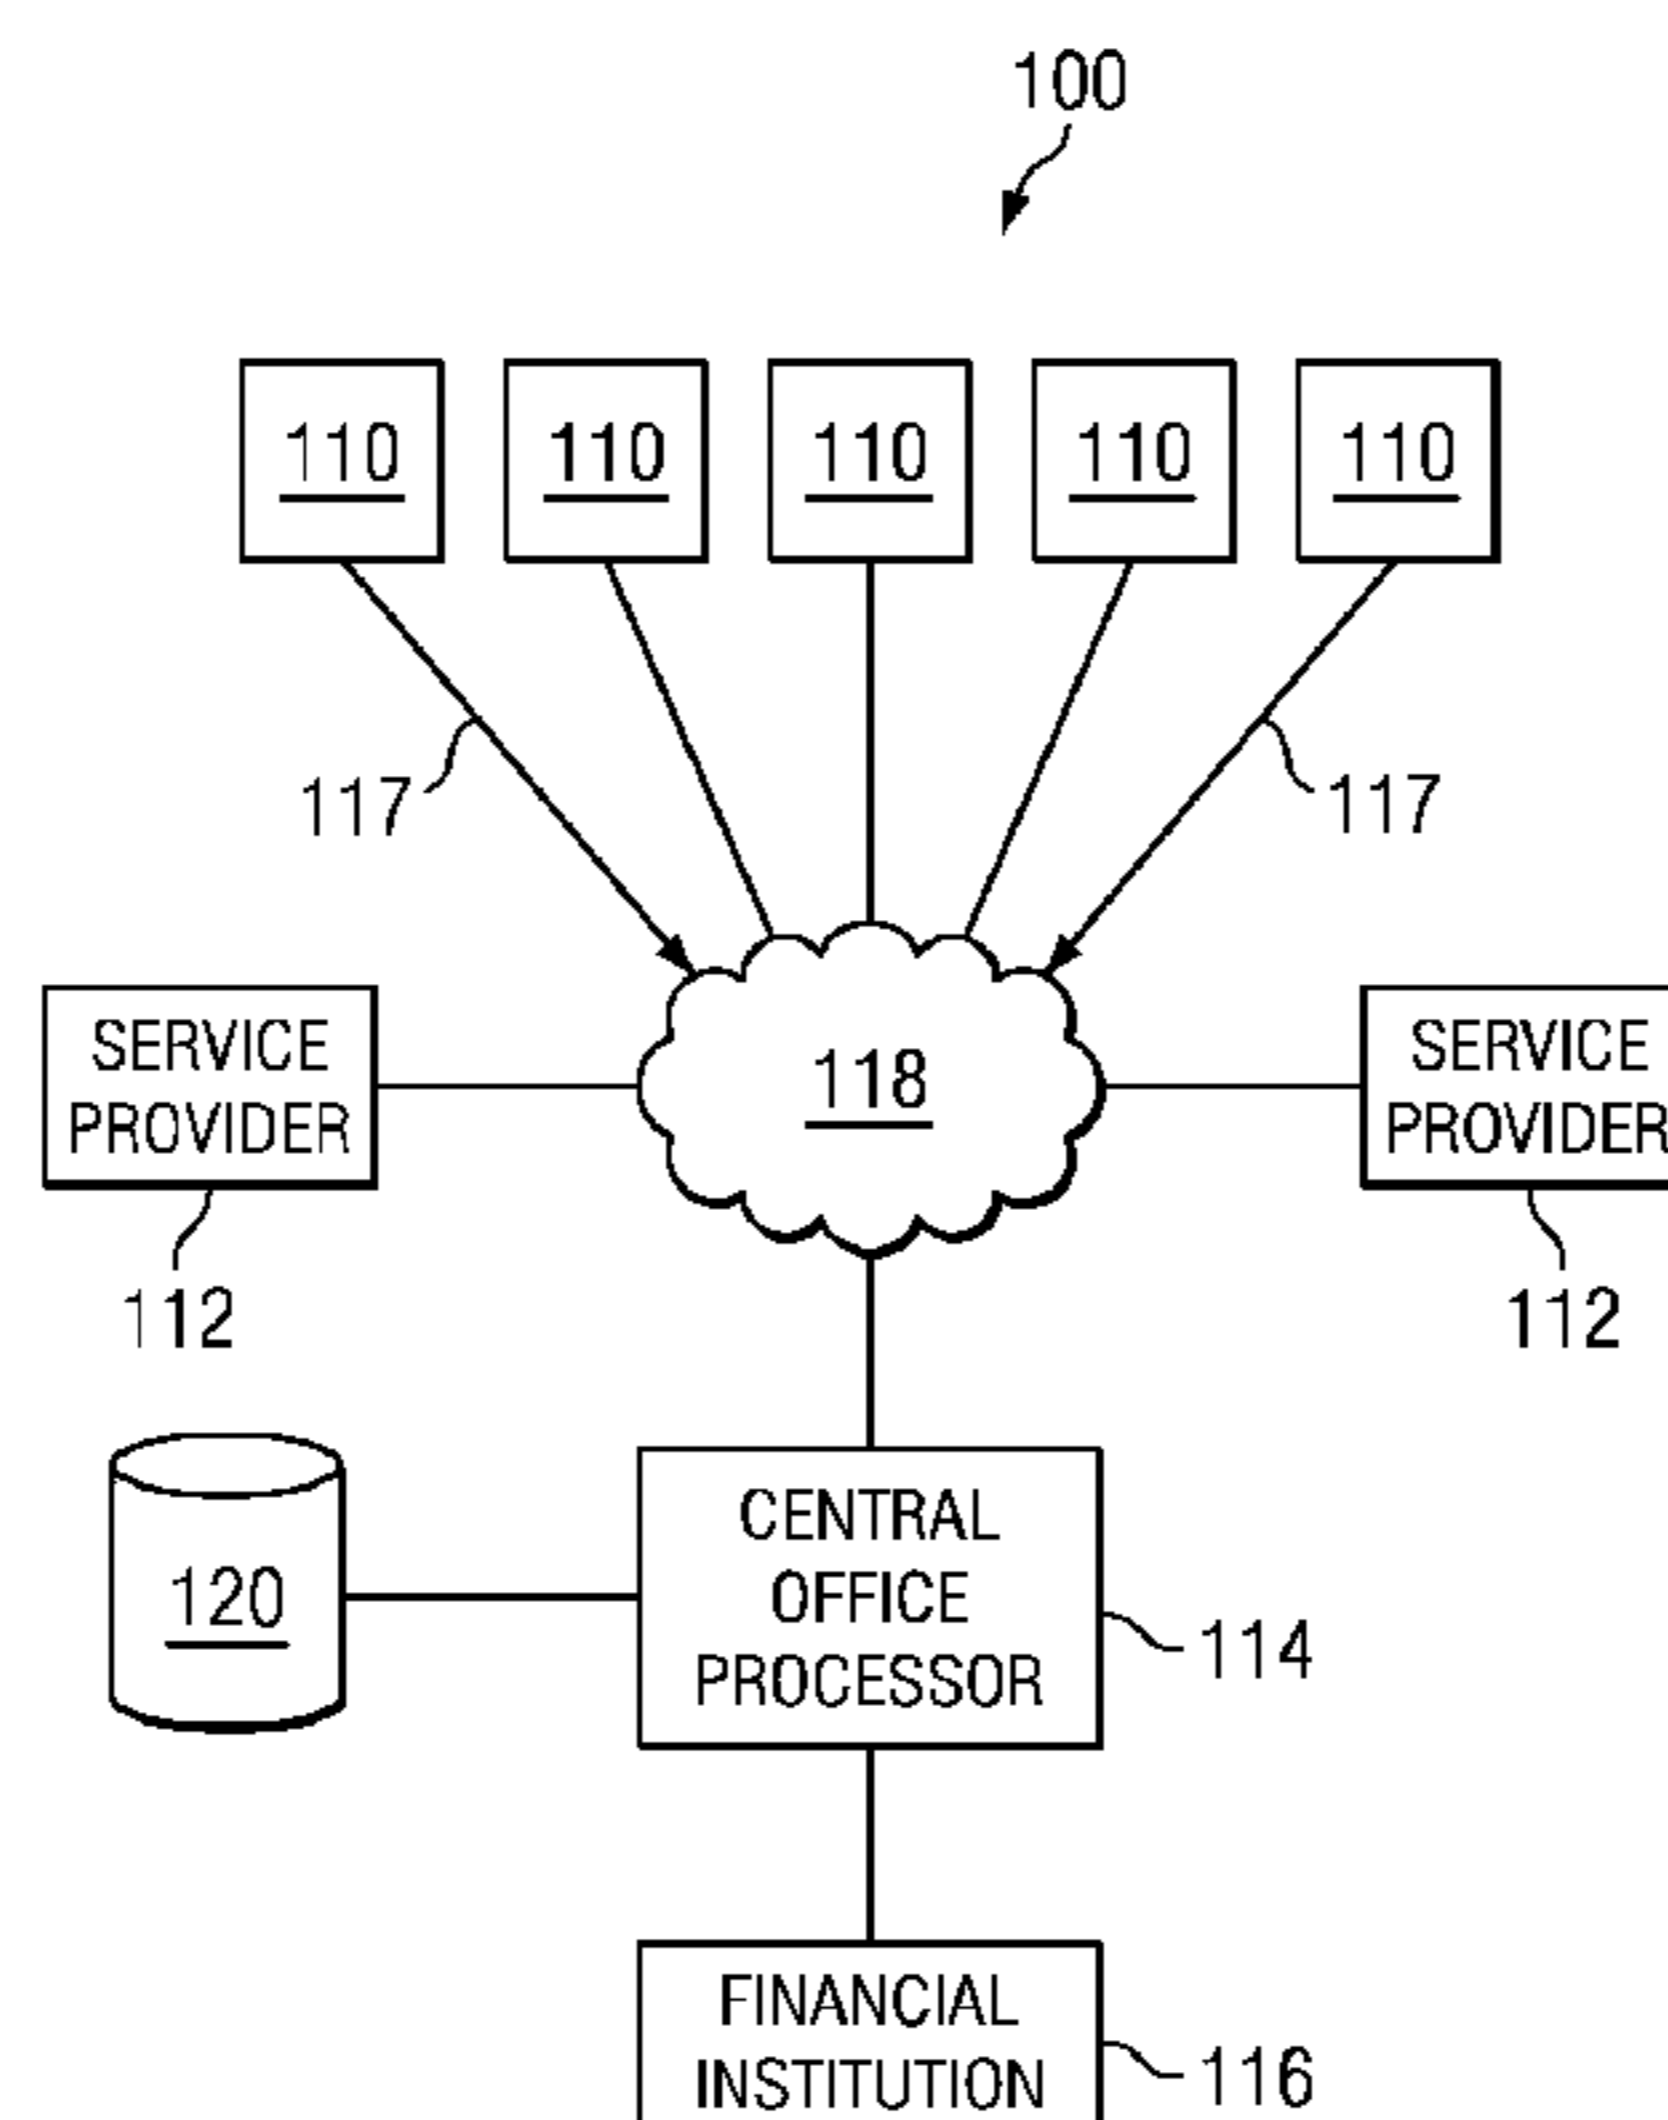 100
110 110 110 110 110
117 117
SERVICE
PROVIDER
118
SERVICE
PROVIDER
112 112
120
CENTRAL
OFFICE
PROCESSOR
114
FINANCIAL
INSTITUTION
116